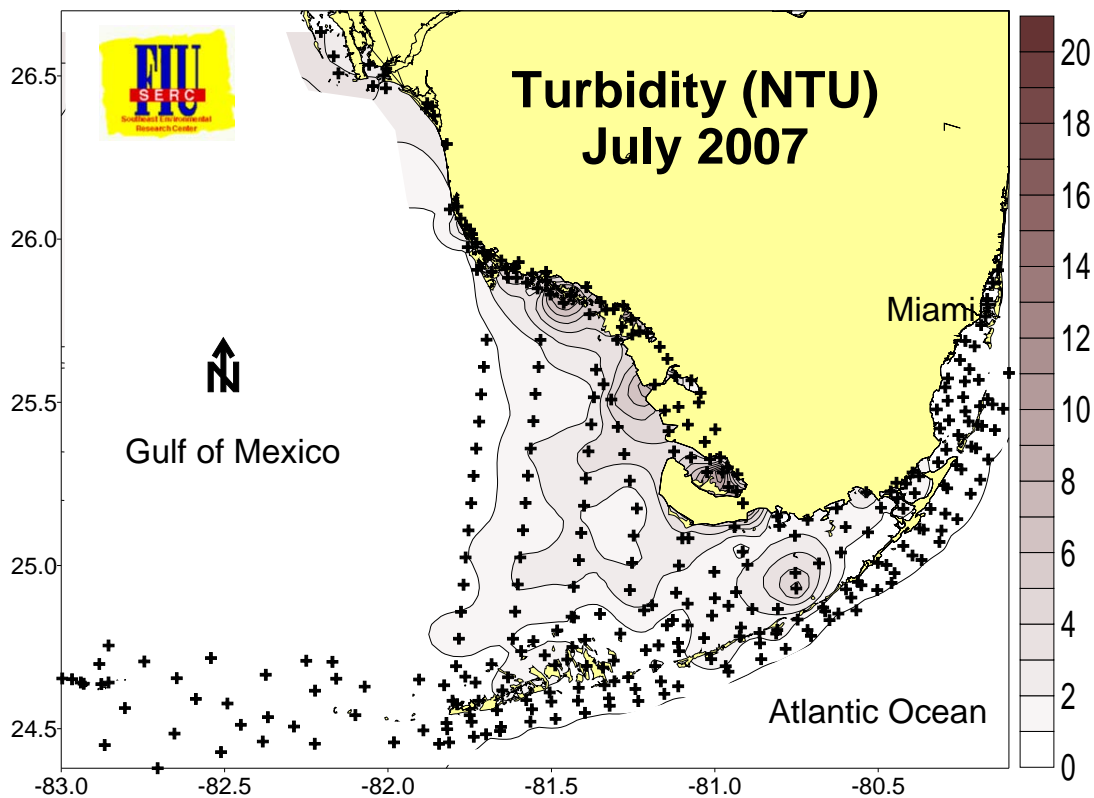 FIU
SERC
Southeast Environmental
Research Center
Turbidity (NTU)
July 2007
Miami
N
Gulf of Mexico
Atlantic Ocean
26.5
26.0
25.5
25.0
24.5
-83.0
-82.5
-82.0
-81.5
-81.0
-80.5
20
18
16
14
12
10
8
6
4
2
0